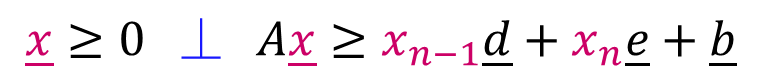 x ≥ 0 ⊥ Ax ≥ xₙ₋₁d + xₙe + b